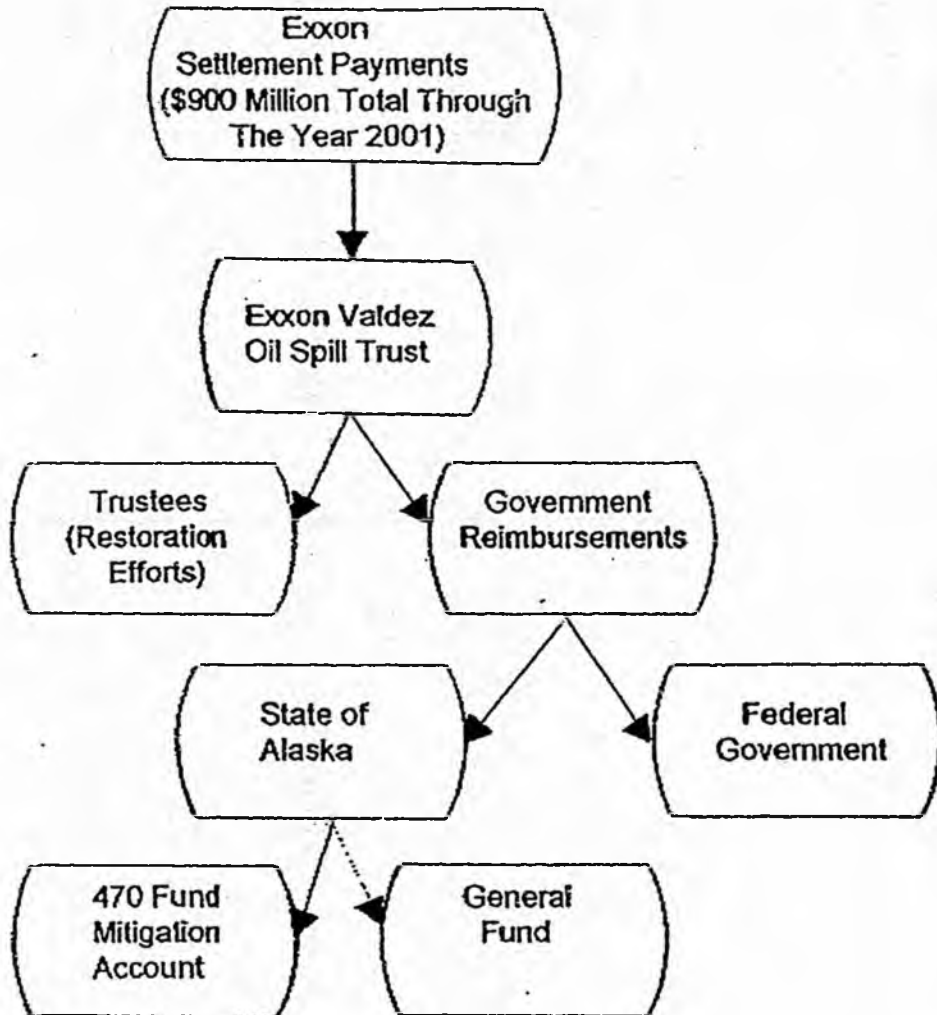 Exxon
Settlement Payments
($900 Million Total Through
The Year 2001)
Exxon Valdez
Oil Spill Trust
Trustees
(Restoration
Efforts)
Government
Reimbursements
State of
Alaska
Federal
Government
470 Fund
Mitigation
Account
General
Fund